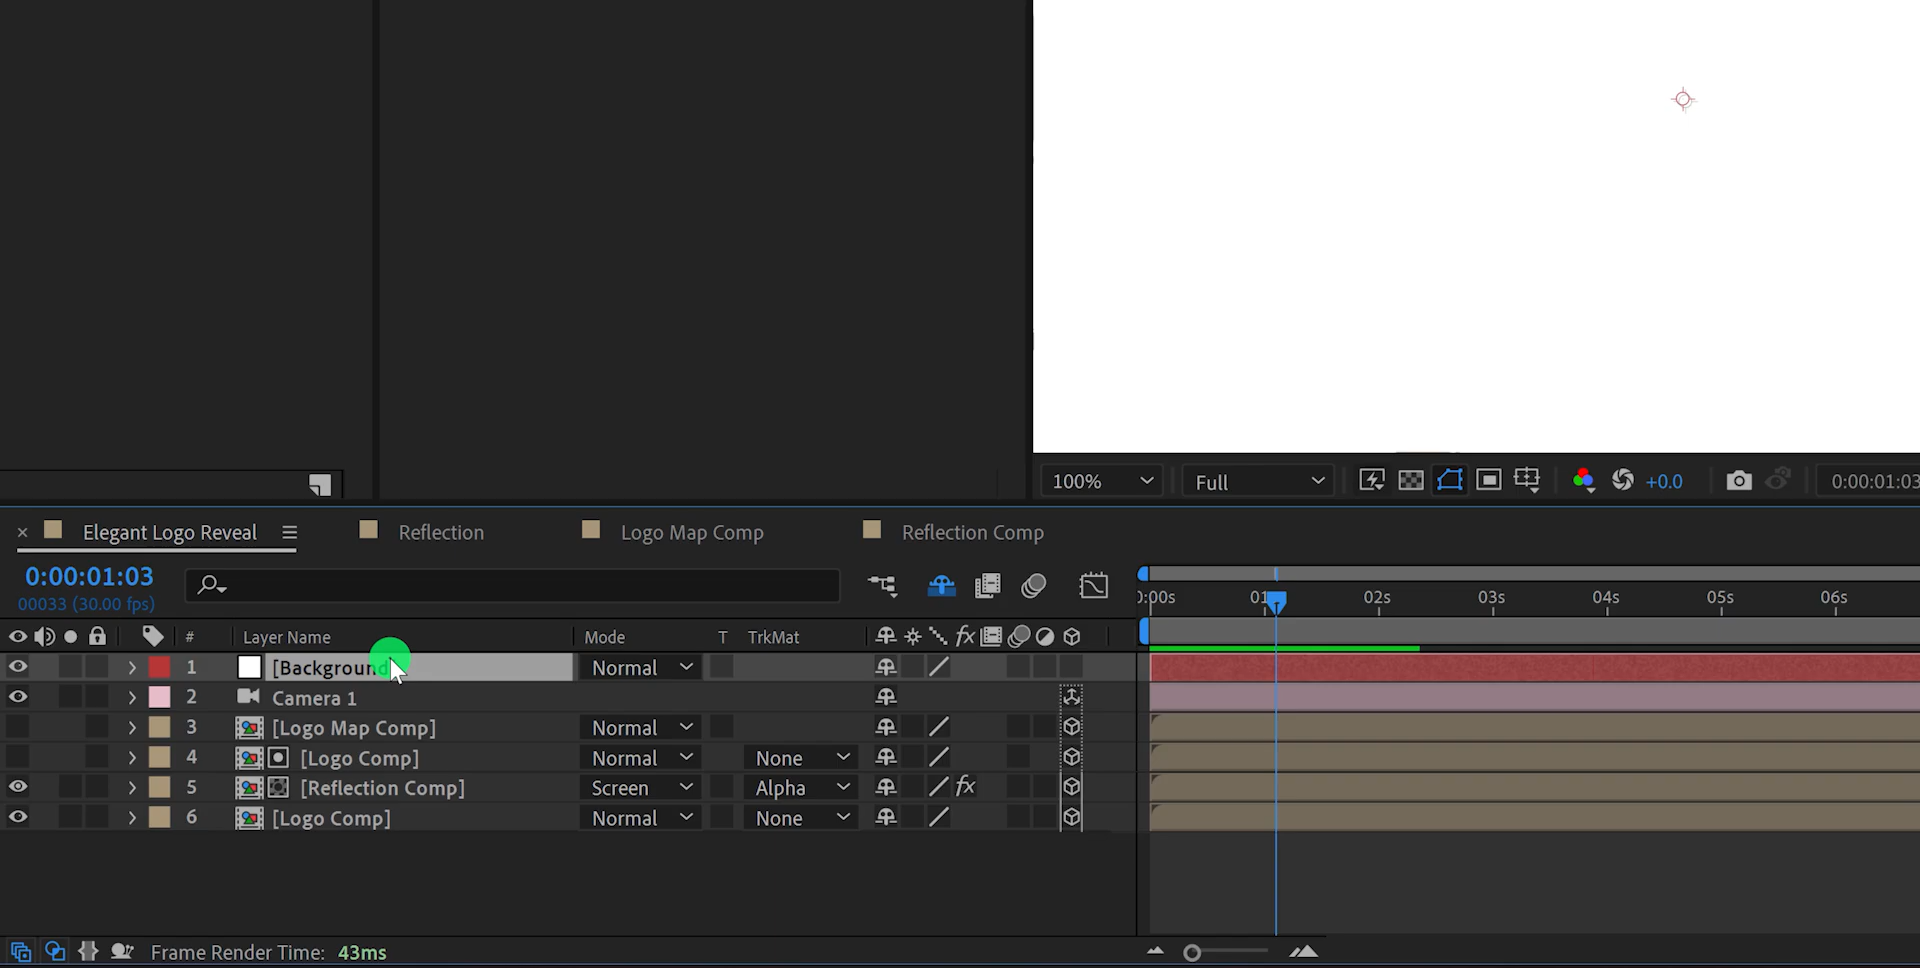 100% Full +0.0 0:00:01:03
× Elegant Logo Reveal Reflection Logo Map Comp Reflection Comp
0:00:01:03
00033 (30.00 fps)
:00s 01 02s 03s 04s 05s 06s
# Layer Name Mode T TrkMat fx
1 [Background Normal
2 Camera 1
3 [Logo Map Comp] Normal
4 [Logo Comp] Normal None
5 [Reflection Comp] Screen Alpha fx
6 [Logo Comp] Normal None
Frame Render Time: 43ms